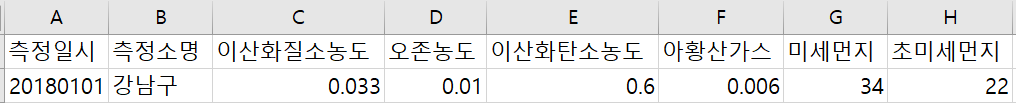 A B C D E F G H
측정일시 측정소명 이산화질소농도 오존농도 이산화탄소농도 아황산가스 미세먼지 초미세먼지
20180101 강남구 0.033 0.01 0.6 0.006 34 22